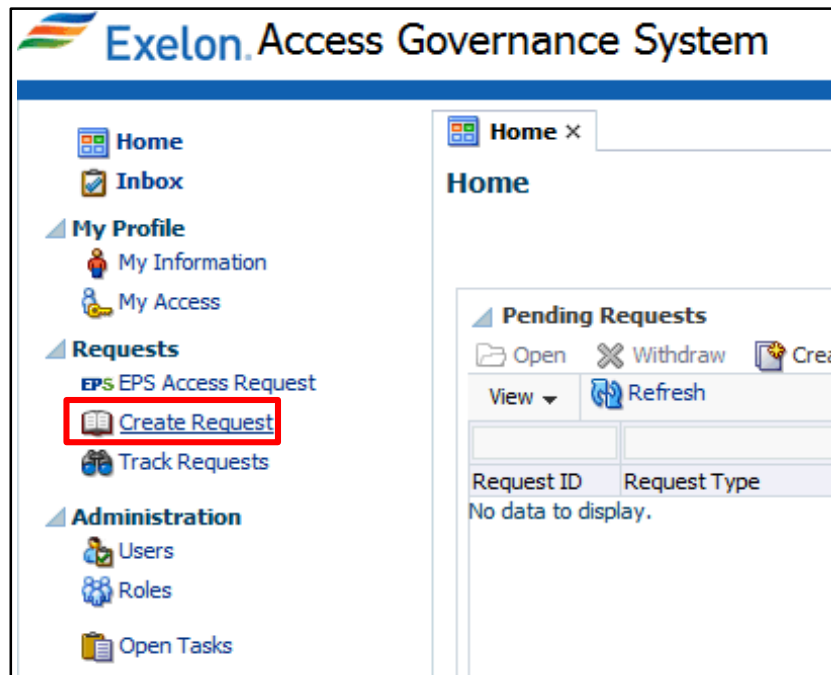 Exelon. Access Governance System
Home
Inbox
My Profile
My Information
My Access
Requests
EPS EPS Access Request
Create Request
Track Requests
Administration
Users
Roles
Open Tasks
Home ×
Home
Pending Requests
Open Withdraw Crea
View Refresh
Request ID Request Type
No data to display.